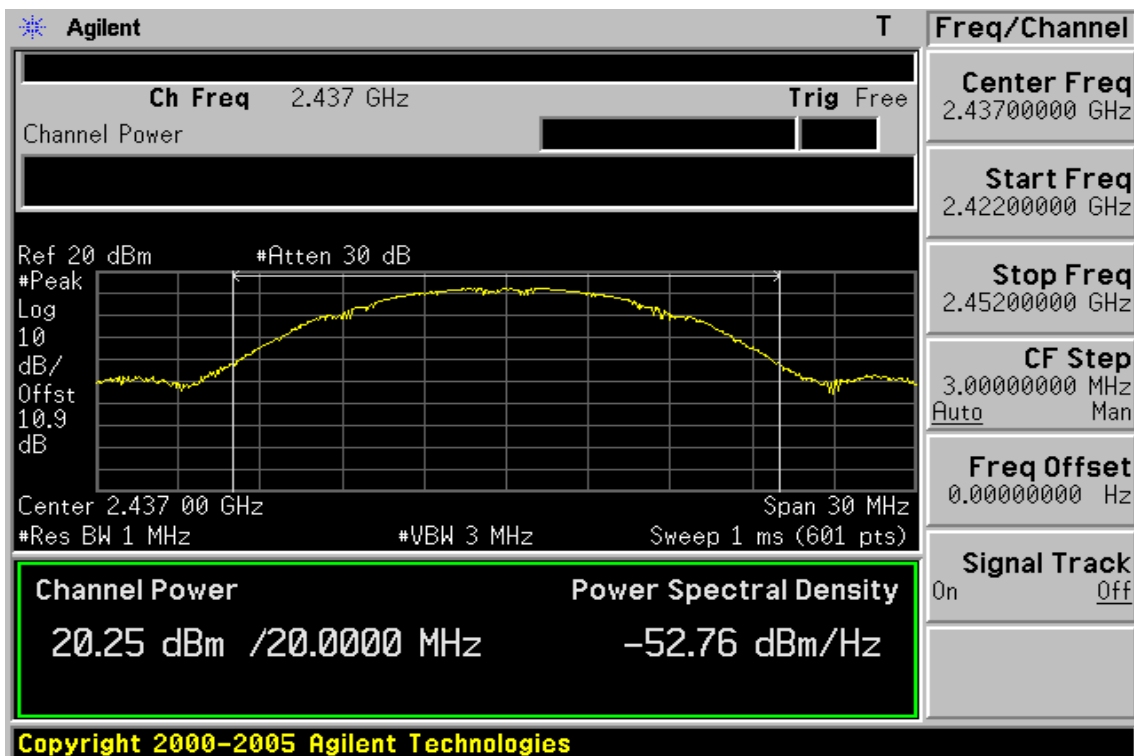 Agilent T
Ch Freq 2.437 GHz Trig Free
Channel Power
Ref 20 dBm #Atten 30 dB
#Peak
Log
10
dB/
Offst
10.9
dB
Center 2.437 00 GHz Span 30 MHz
#Res BW 1 MHz #VBW 3 MHz Sweep 1 ms (601 pts)
Channel Power Power Spectral Density
20.25 dBm /20.0000 MHz -52.76 dBm/Hz
Copyright 2000-2005 Agilent Technologies
Freq/Channel
Center Freq
2.43700000 GHz
Start Freq
2.42200000 GHz
Stop Freq
2.45200000 GHz
CF Step
3.00000000 MHz
Auto Man
Freq Offset
0.00000000 Hz
Signal Track
On Off